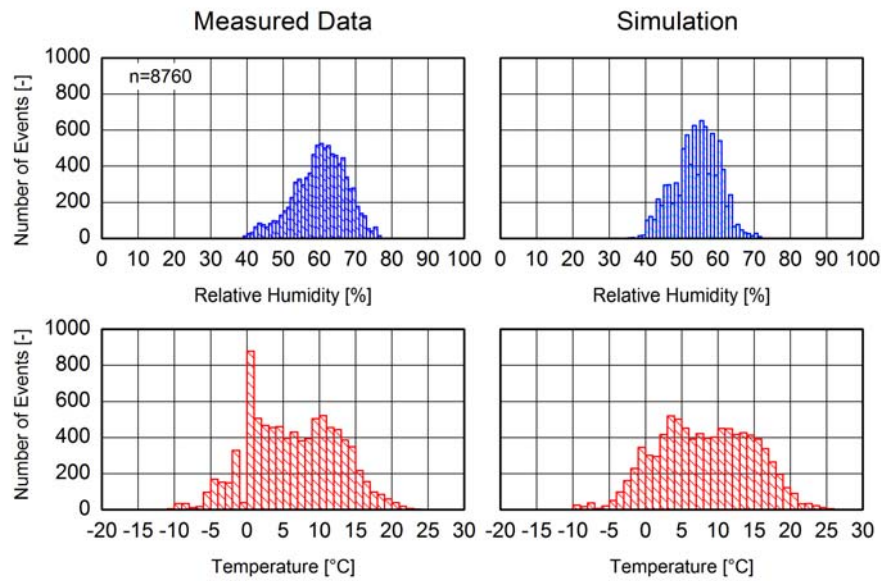 Measured Data Simulation
Number of Events [-]
1000
800
600
400
200
0
n=8760
0 10 20 30 40 50 60 70 80 90 100
0 10 20 30 40 50 60 70 80 90 100
Relative Humidity [%] Relative Humidity [%]
Number of Events [-]
1000
800
600
400
200
0
-20 -15 -10 -5 0 5 10 15 20 25 30
-20 -15 -10 -5 0 5 10 15 20 25 30
Temperature [°C] Temperature [°C]